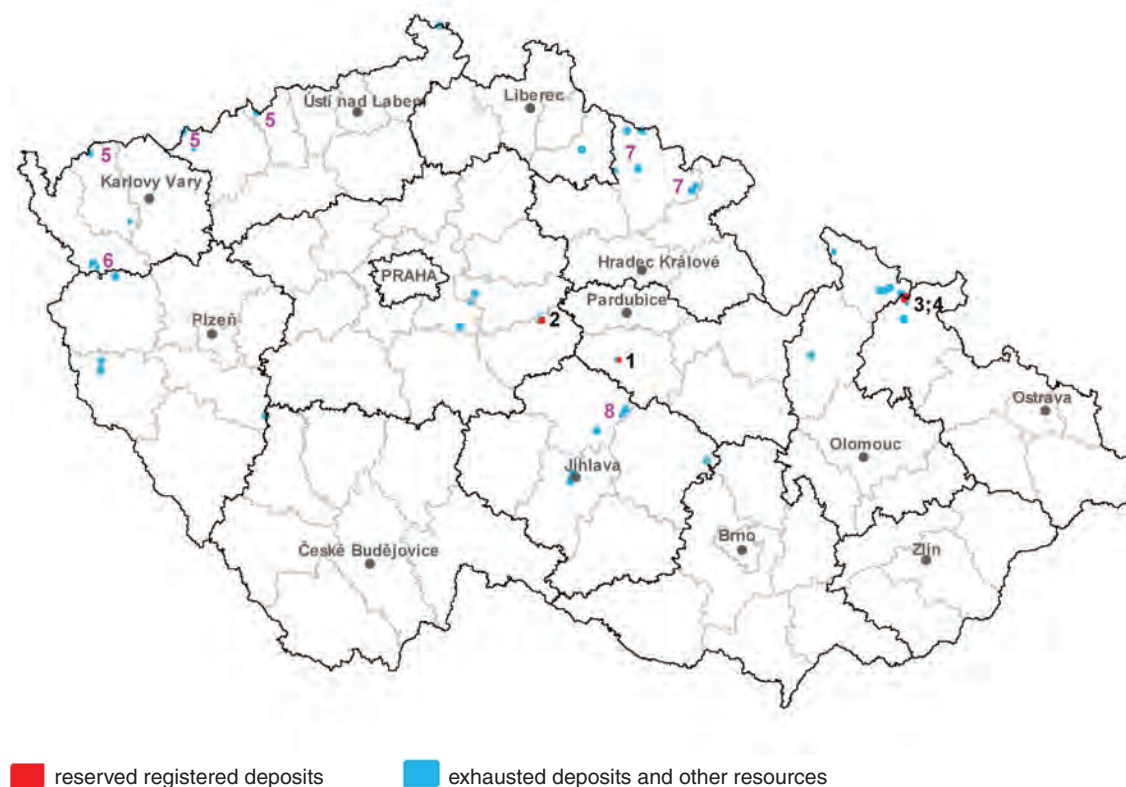 Ústí nad Labem
Liberec
5
5
5
7
Karlovy Vary
7
6
Hradec Králové
PRAHA
Pardubice
3;4
Plzeň
2
1
8
Ostrava
Olomouc
Jihlava
Brno
Zlín
České Budějovice
reserved registered deposits
exhausted deposits and other resources